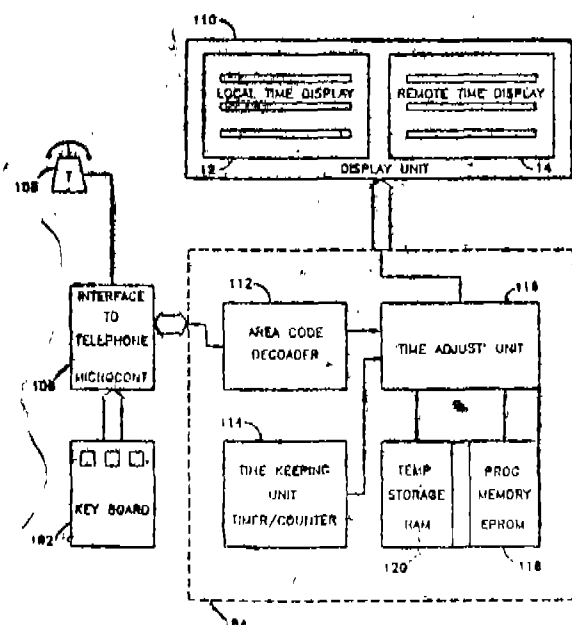 110
LOCAL TIME DISPLAY
REMOTE TIME DISPLAY
12
DISPLAY UNIT
14
T
108
INTERFACE
TO
TELEPHONE
MICROCONT
106
112
AREA CODE
DECOADER
116
'TIME ADJUST' UNIT
KEY BOARD
102
114
TIME KEEPING
UNIT
TIMER/COUNTER
TEMP
STORAGE
RAM
PROG
MEMORY
EPROM
120
118